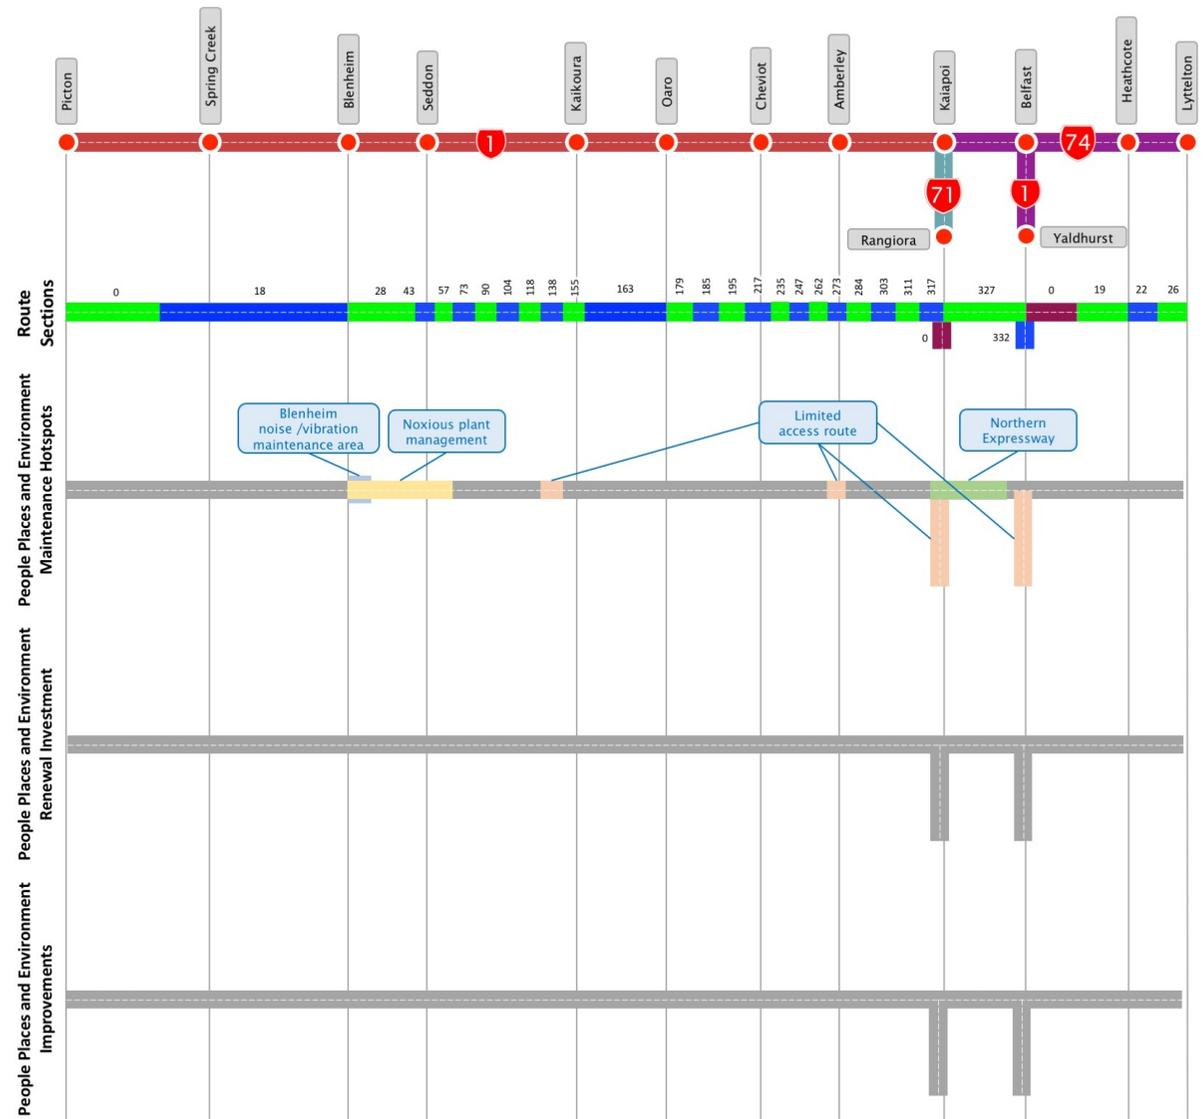 Picton
Spring Creek
Blenheim
Seddon
Kaikoura
Oaro
Cheviot
Amberley
Kaiapoi
Belfast
Heathcote
Lyttelton
1
74
71
1
Rangiora
Yaldhurst
Route
Sections
0 18 28 43 57 73 90 104 118 138 155 163 179 185 195 217 235 247 262 273 284 303 311 317 327 0 19 22 26
0 332
People Places and Environment
Maintenance Hotspots
Blenheim
noise /vibration
maintenance area
Noxious plant
management
Limited
access route
Northern
Expressway
People Places and Environment
Renewal Investment
People Places and Environment
Improvements